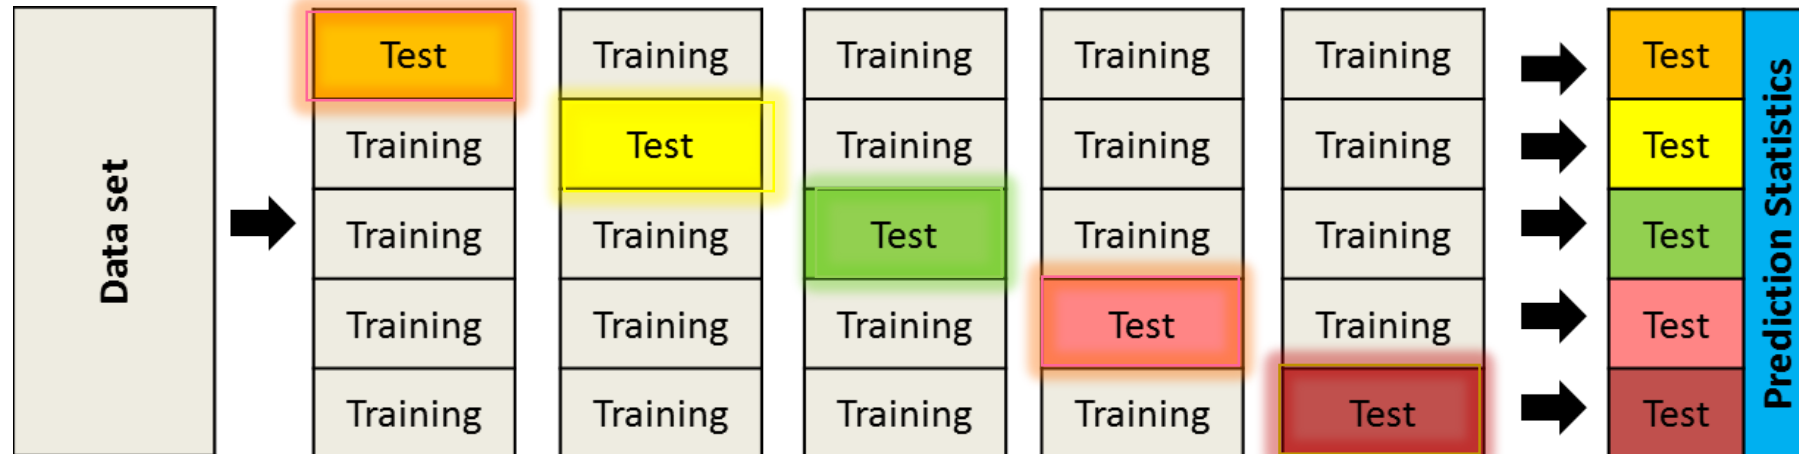 Data set
Test Training Training Training Training Test
Training Test Training Training Training Test
Training Training Test Training Training Test
Training Training Training Test Training Test
Training Training Training Training Test Test
Prediction Statistics